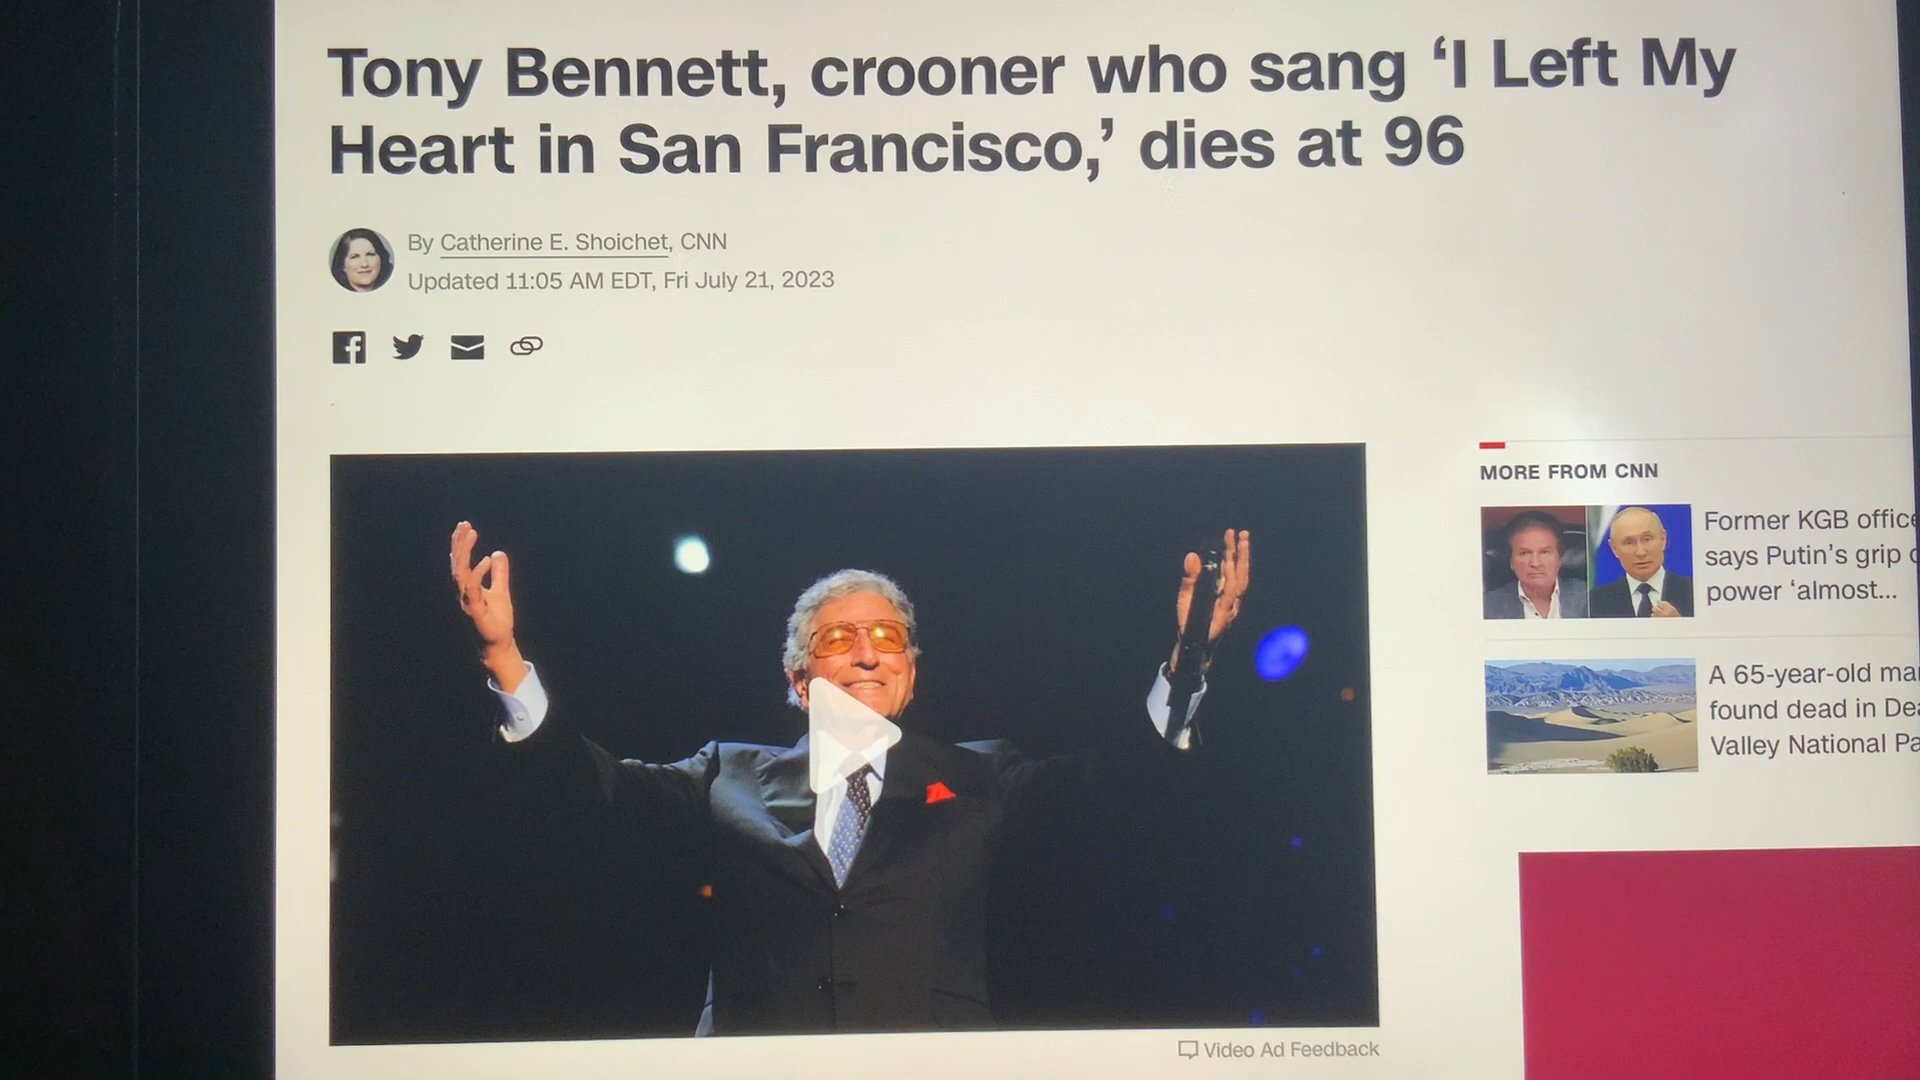 Tony Bennett, crooner who sang ‘I Left My
Heart in San Francisco,’ dies at 96
By Catherine E. Shoichet, CNN
Updated 11:05 AM EDT, Fri July 21, 2023
MORE FROM CNN
Former KGB office
says Putin’s grip
power ‘almost...
A 65-year-old
found dead in
Valley National
Video Ad Feedback